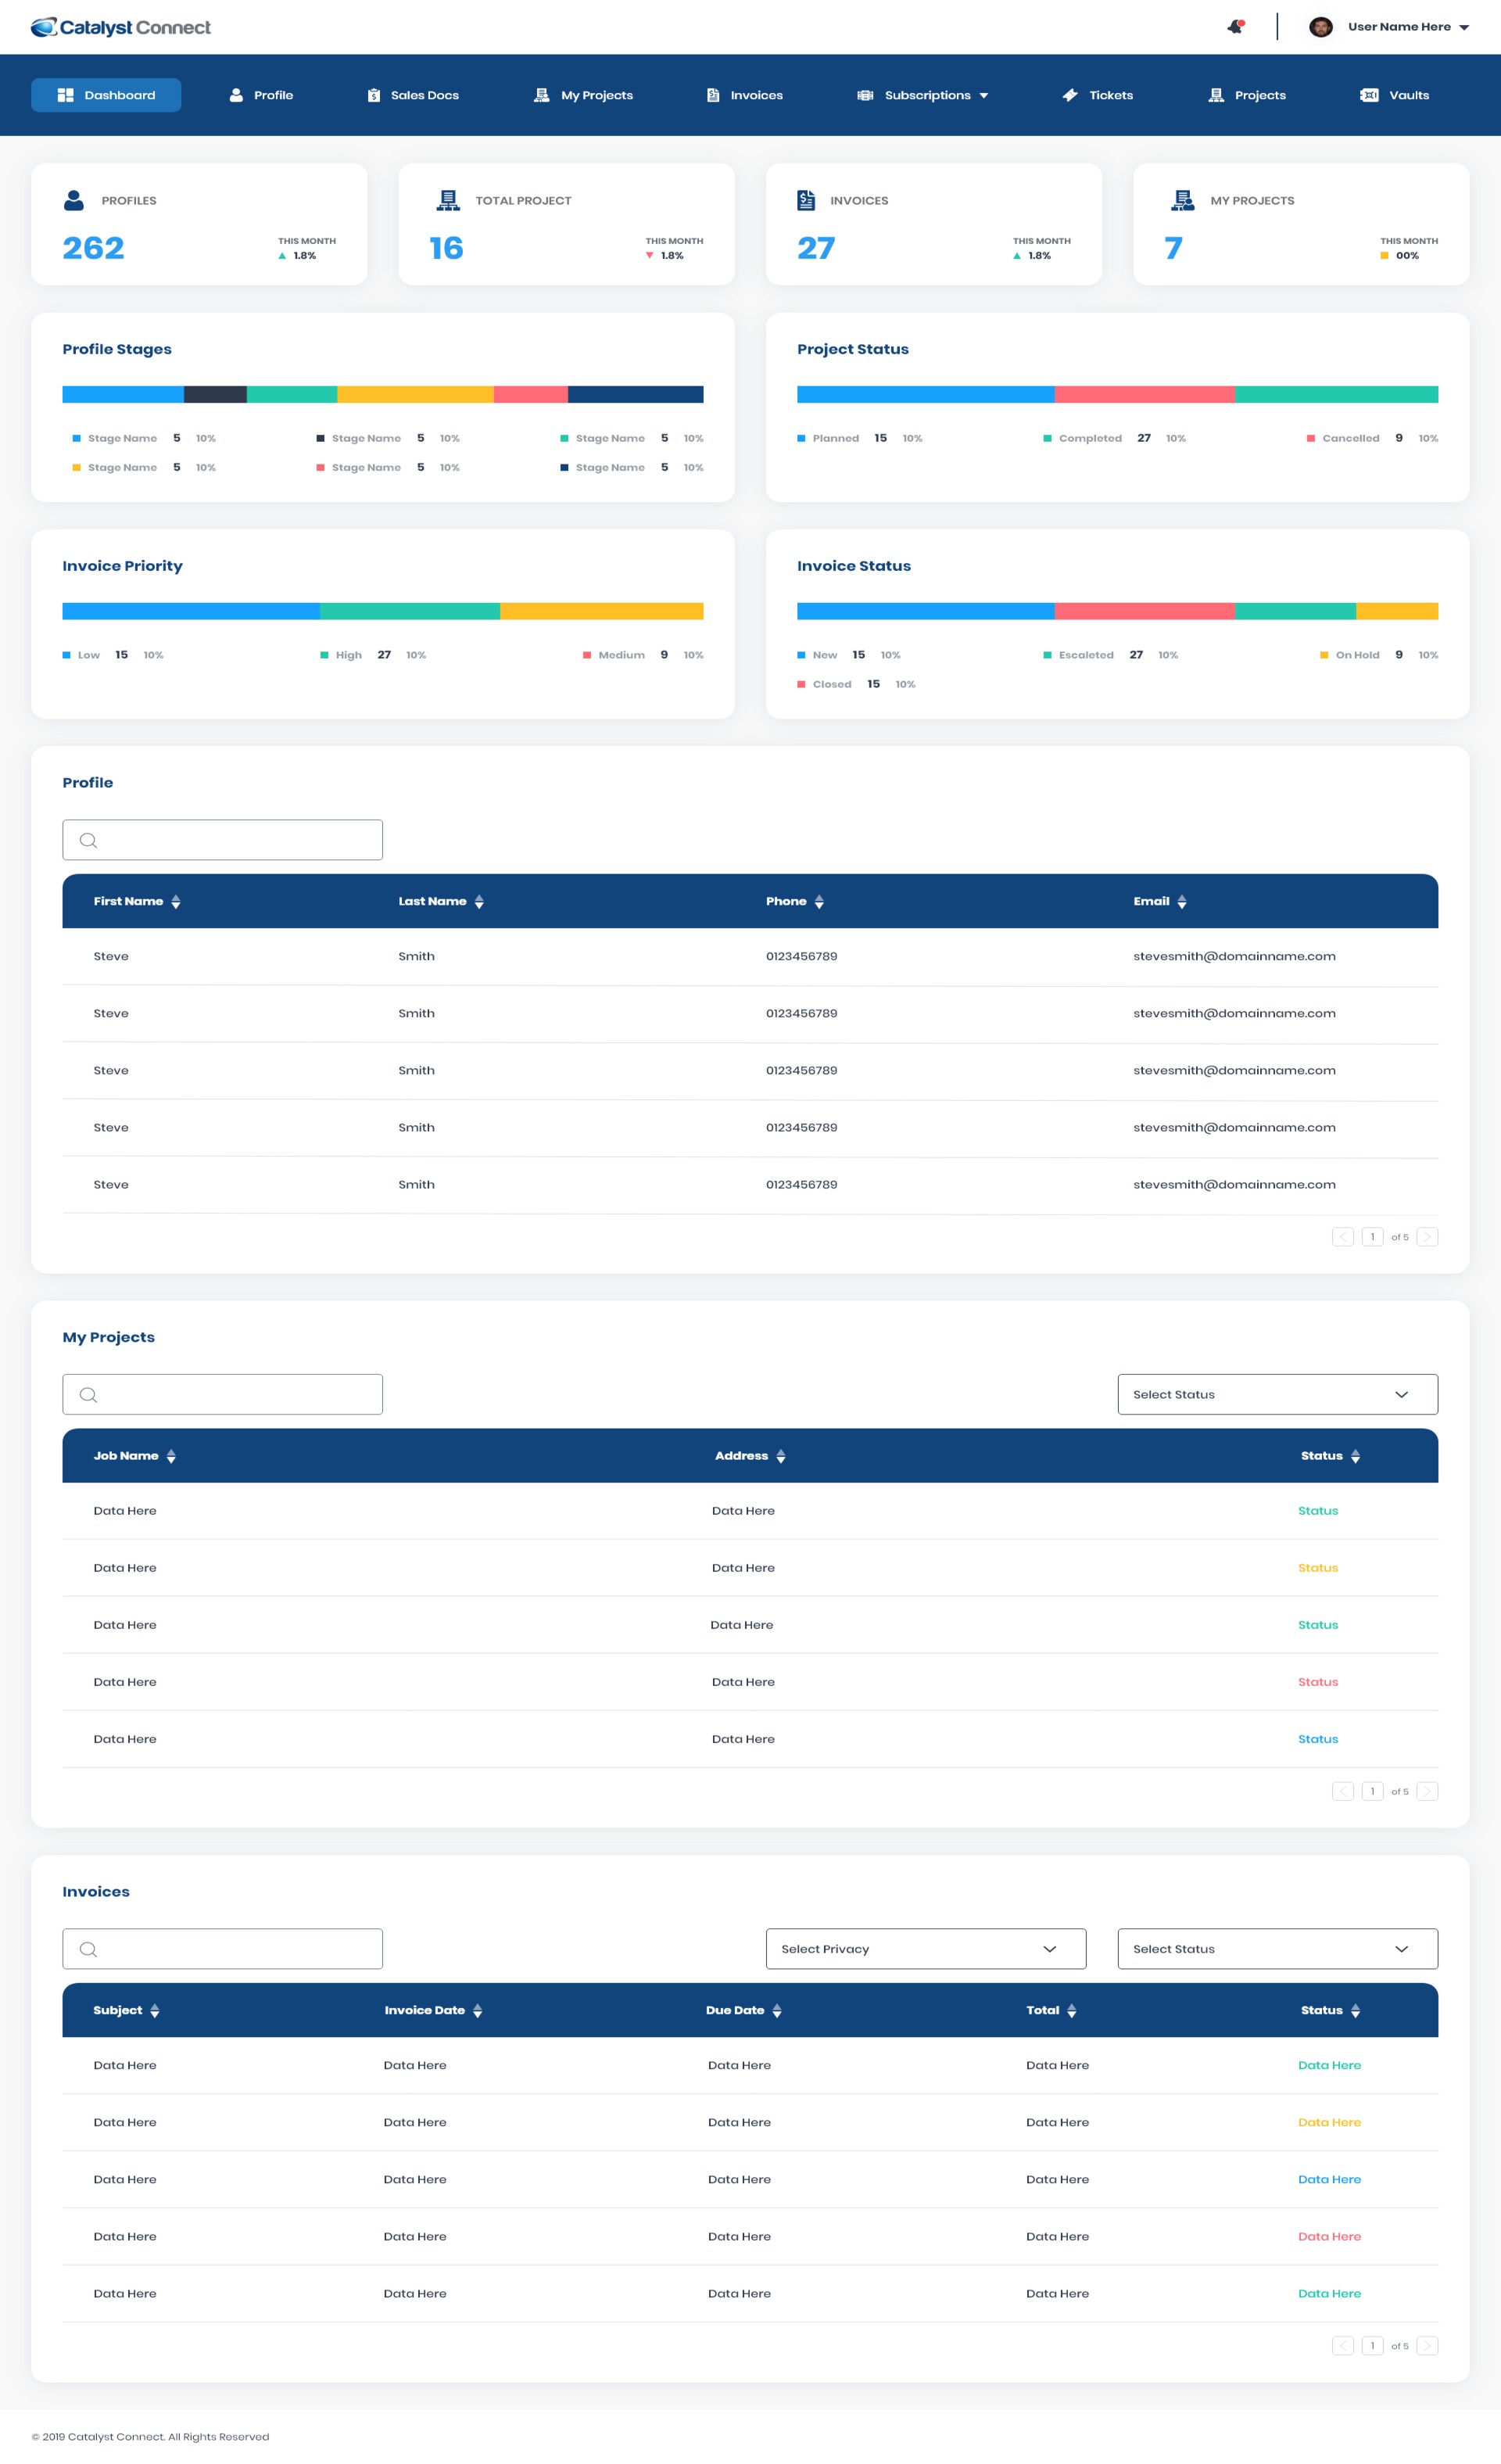 Catalyst Connect
User Name Here
Dashboard Profile Sales Docs My Projects Invoices Subscriptions Tickets Projects Vaults
PROFILES
262
THIS MONTH
1.8%
TOTAL PROJECT
16
THIS MONTH
1.8%
INVOICES
27
THIS MONTH
1.8%
MY PROJECTS
7
THIS MONTH
00%
Profile Stages
Stage Name 5 10% Stage Name 5 10% Stage Name 5 10%
Stage Name 5 10% Stage Name 5 10% Stage Name 5 10%
Project Status
Planned 15 10% Completed 27 10% Cancelled 9 10%
Invoice Priority
Low 15 10% High 27 10% Medium 9 10%
Invoice Status
New 15 10% Escaleted 27 10% On Hold 9 10%
Closed 15 10%
Profile
First Name Last Name Phone Email
Steve Smith 0123456789 stevesmith@domainname.com
Steve Smith 0123456789 stevesmith@domainname.com
Steve Smith 0123456789 stevesmith@domainname.com
Steve Smith 0123456789 stevesmith@domainname.com
Steve Smith 0123456789 stevesmith@domainname.com
1 of 5
My Projects
Select Status
Job Name Address Status
Data Here Data Here Status
Data Here Data Here Status
Data Here Data Here Status
Data Here Data Here Status
Data Here Data Here Status
1 of 5
Invoices
Select Privacy Select Status
Subject Invoice Date Due Date Total Status
Data Here Data Here Data Here Data Here Data Here
Data Here Data Here Data Here Data Here Data Here
Data Here Data Here Data Here Data Here Data Here
Data Here Data Here Data Here Data Here Data Here
Data Here Data Here Data Here Data Here Data Here
1 of 5
© 2019 Catalyst Connect. All Rights Reserved